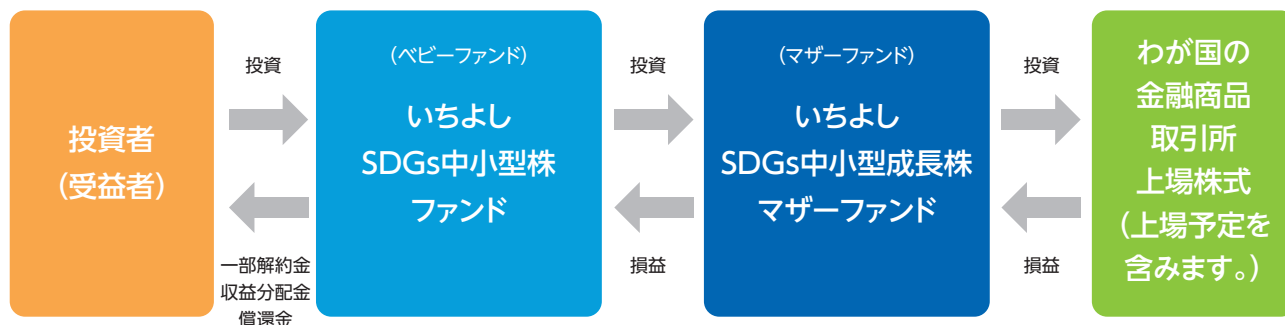 投資者
(受益者)
投資
一部解約金
収益分配金
償還金
(ベビーファンド)
いちよし
SDGs中小型株
ファンド
投資
損益
(マザーファンド)
いちよし
SDGs中小型成長株
マザーファンド
投資
損益
わが国の
金融商品
取引所
上場株式
(上場予定を
含みます。)